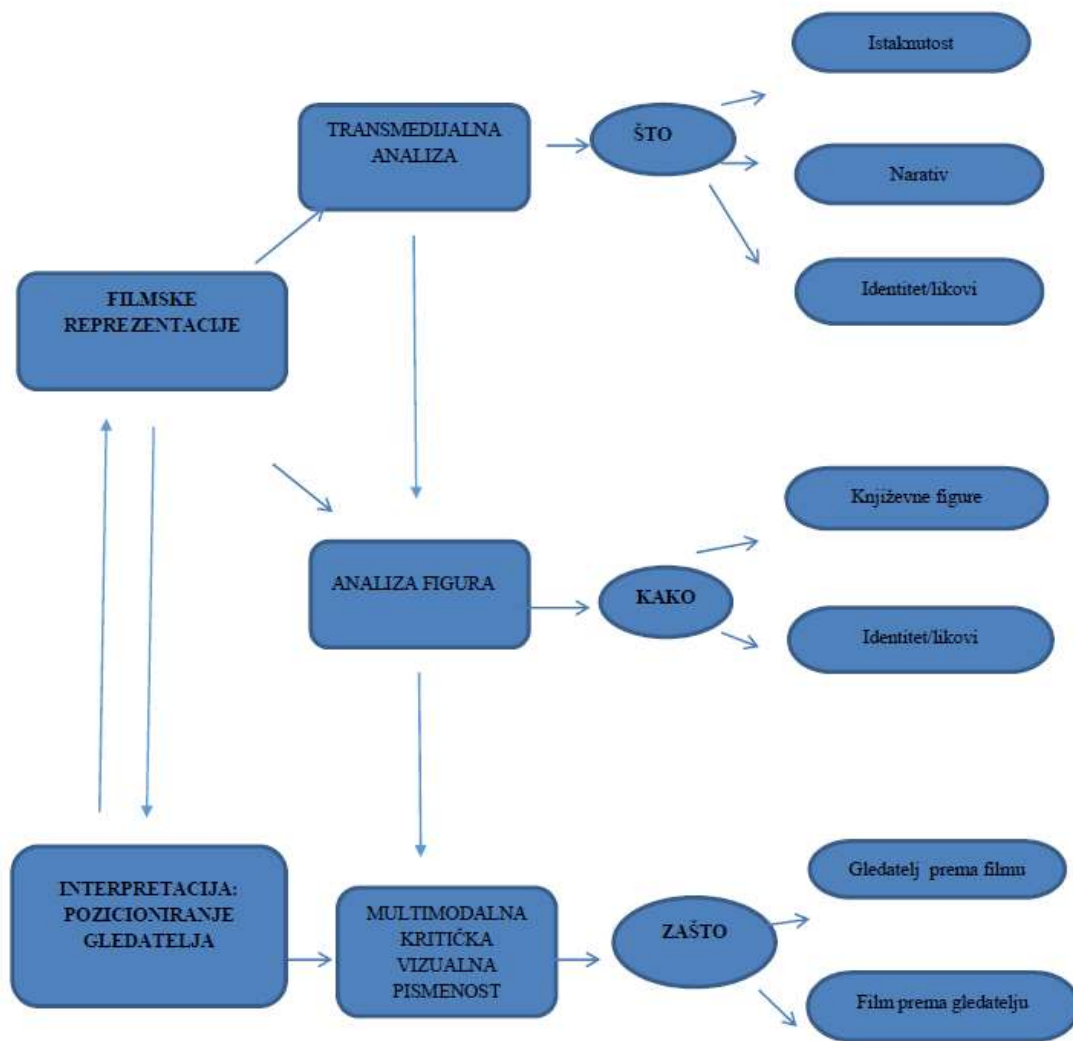 Istaknutost
TRANSMEDIJALNA
ANALIZA
ŠTO
Narativ
Identitet/likovi
FILMSKE
REPREZENTACIJE
Književne figure
ANALIZA FIGURA
KAKO
Identitet/likovi
INTERPRETACIJA:
POZICIONIRANJE
GLEDATELJA
MULTIMODALNA
KRITIČKA
VIZUALNA
PISMENOST
ZAŠTO
Gledatelj prema filmu
Film prema gledatelju